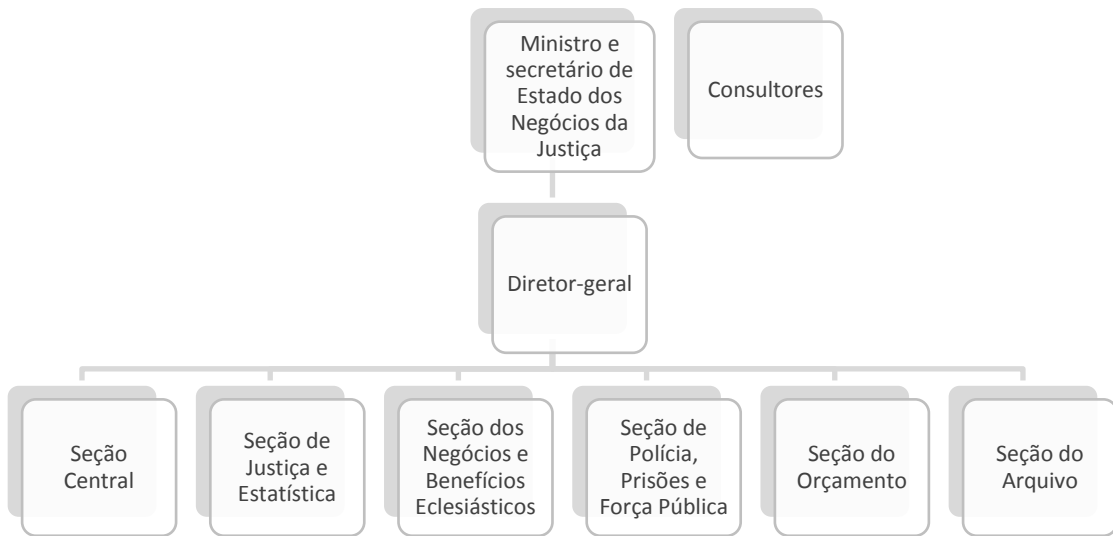 Ministro e
secretário de
Estado dos
Negócios da
Justiça
Consultores
Diretor-geral
Seção
Central
Seção de
Justiça e
Estatística
Seção dos
Negócios e
Benefícios
Eclesiásticos
Seção de
Polícia,
Prisões e
Força Pública
Seção do
Orçamento
Seção do
Arquivo